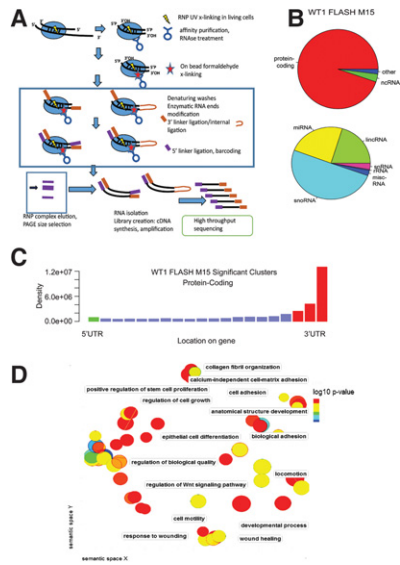 A
5'
3'
RNP UV x-linking in living cells
affinity purification,
RNAse treatment
On bead formaldehyde
x-linking
Denaturing washes
Enzymatic RNA ends
modification
3' linker ligation/internal
ligation
5' linker ligation, barcoding
RNP complex elution,
PAGE size selection
RNA isolation
Library creation: cDNA
synthesis, amplification
High throughput
sequencing
B
WT1 FLASH M15
protein-
coding
other
ncRNA
miRNA
lincRNA
snRNA
rRNA
misc-
RNA
snoRNA
C
WT1 FLASH M15 Significant Clusters
Protein-Coding
Density
1.2e+07
6.0e+06
0.0e+00
5'UTR
3'UTR
Location on gene
D
collagen fibril organization
calcium-independent cell-matrix adhesion
positive regulation of stem cell proliferation
cell adhesion
log10 p-value
regulation of cell growth
anatomical structure development
epithelial cell differentiation
biological adhesion
regulation of biological quality
locomotion
regulation of Wnt signaling pathway
cell motility
developmental process
response to wounding
wound healing
semantic space Y
semantic space X